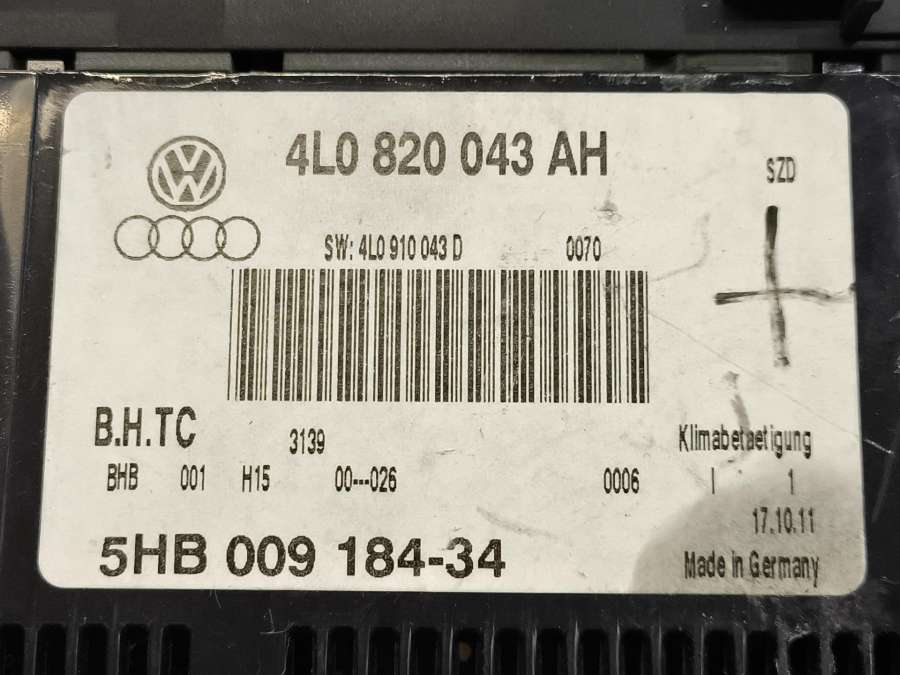 4L0 820 043 AH
SZD
SW: 4L0 910 043 D 0070
B.H.TC
3139
Klimabetaetigung
BHB 001 H15 00---026 0006 I 1
17.10.11
5HB 009 184-34
Made in Germany